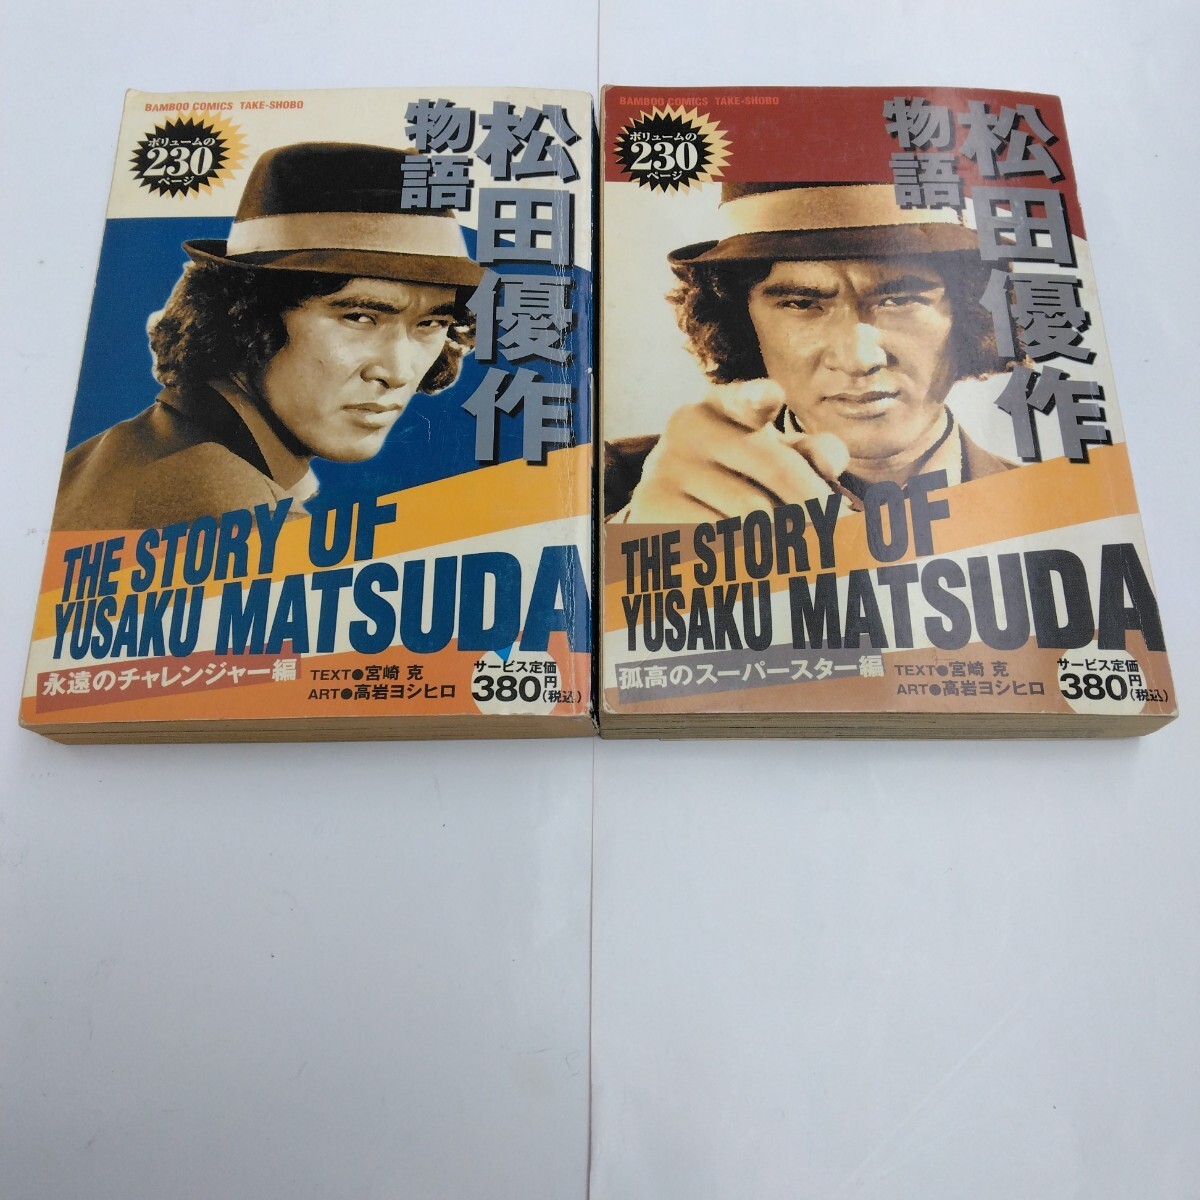 BAMBOO COMICS TAKE-SHOBO
ボリュームの
230
ページ
松田優作
物語
THE STORY OF
YUSAKU MATSUDA
永遠のチャレンジャー編
TEXT●宮崎 克
ART●高岩ヨシヒロ
サービス定価
380円(税込)
BAMBOO COMICS TAKE-SHOBO
ボリュームの
230
ページ
松田優作
物語
THE STORY OF
YUSAKU MATSUDA
孤高のスーパースター編
TEXT●宮崎 克
ART●高岩ヨシヒロ
サービス定価
380円(税込)